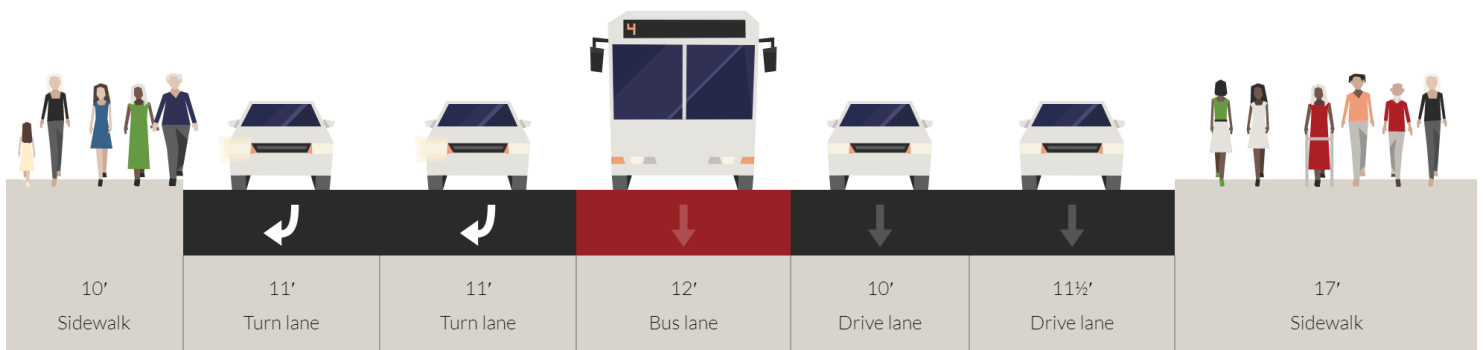 4
10′
Sidewalk
11′
Turn lane
11′
Turn lane
12′
Bus lane
10′
Drive lane
11½′
Drive lane
17′
Sidewalk